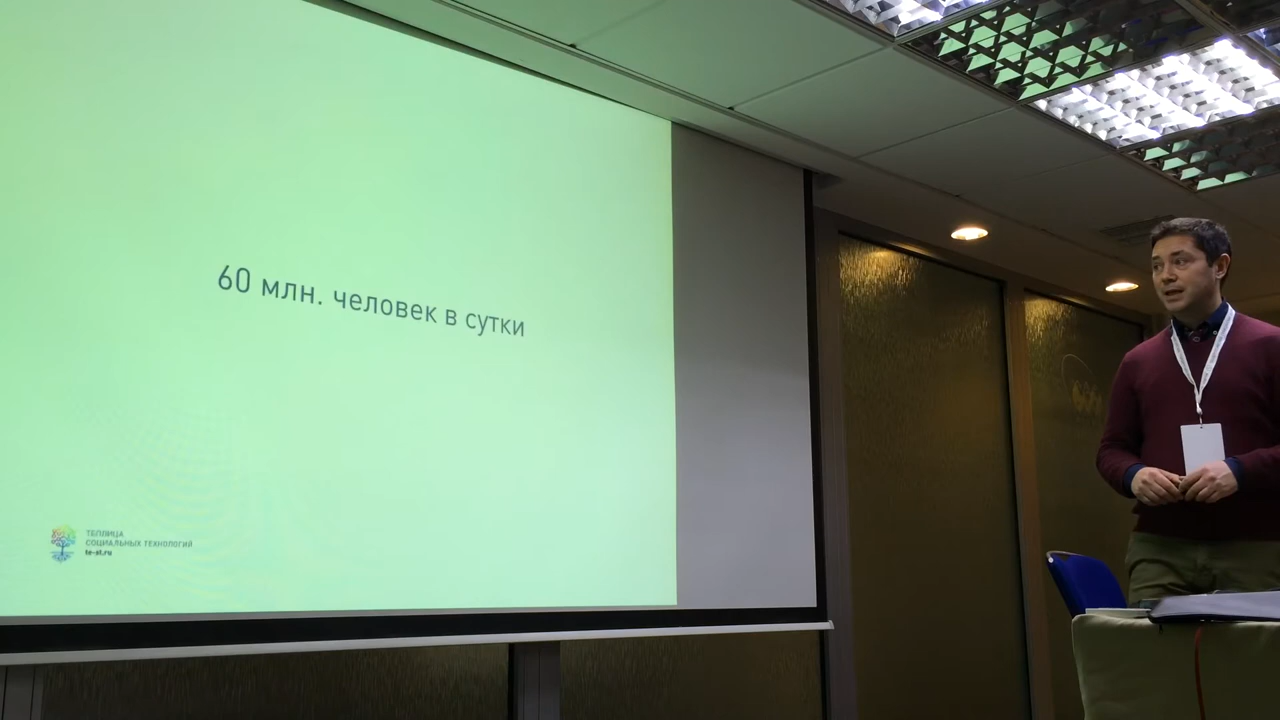 60 млн. человек в сутки
ТЕПЛИЦА
СОЦИАЛЬНЫХ ТЕХНОЛОГИЙ
te-st.ru